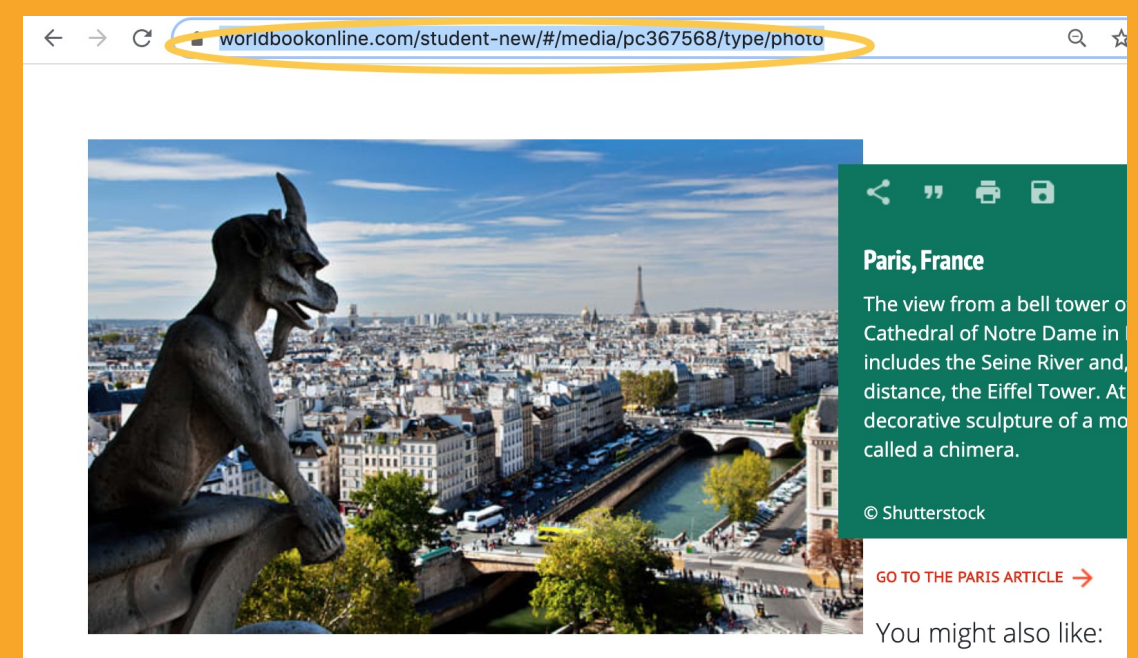 worldbookonline.com/student-new/#/media/pc367568/type/photo
Paris, France
The view from a bell tower
Cathedral of Notre Dame in
includes the Seine River and,
distance, the Eiffel Tower. At
decorative sculpture of a
called a chimera.
© Shutterstock
GO TO THE PARIS ARTICLE
You might also like: